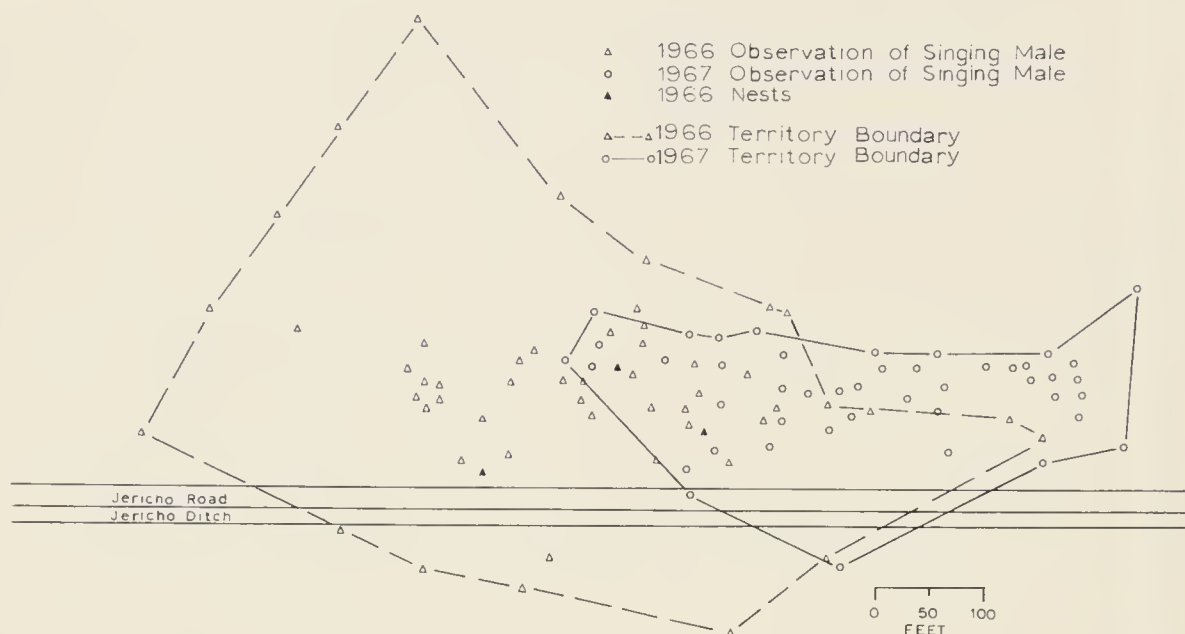 1966 Observation of Singing Male
1967 Observation of Singing Male
1966 Nests
1966 Territory Boundary
1967 Territory Boundary
Jericho Road
Jericho Ditch
0 50 100
FEET